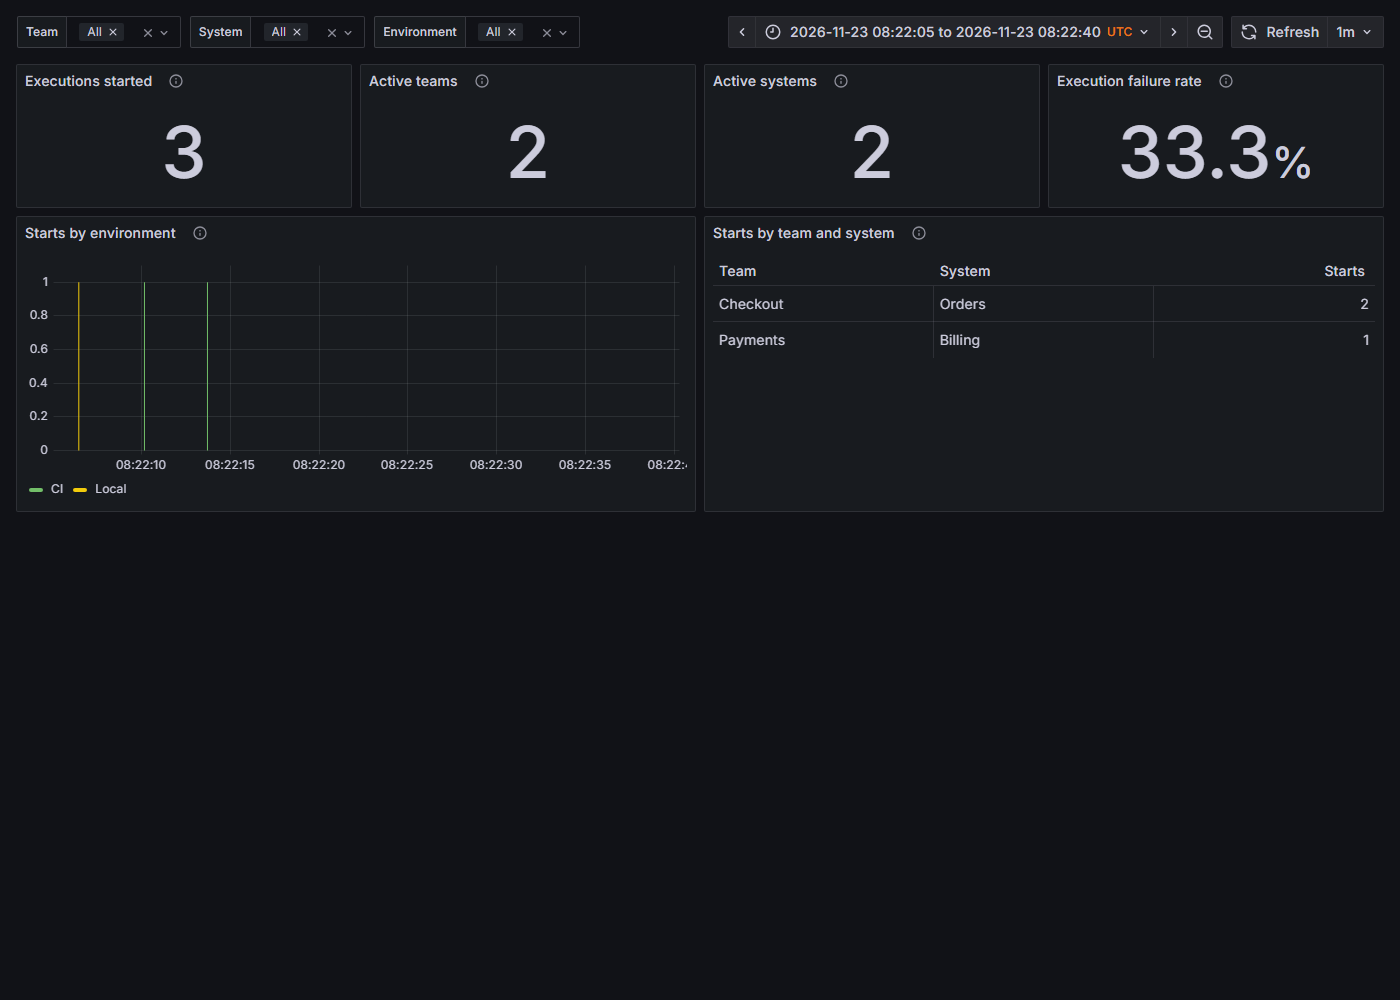 Team All System All Environment All 2026-11-23 08:22:05 to 2026-11-23 08:22:40 UTC Refresh 1m
Executions started
3
Active teams
2
Active systems
2
Execution failure rate
33.3%
Starts by environment
1
0.8
0.6
0.4
0.2
0
08:22:10 08:22:15 08:22:20 08:22:25 08:22:30 08:22:35 08:22:4
CI Local
Starts by team and system
Team System Starts
Checkout Orders 2
Payments Billing 1